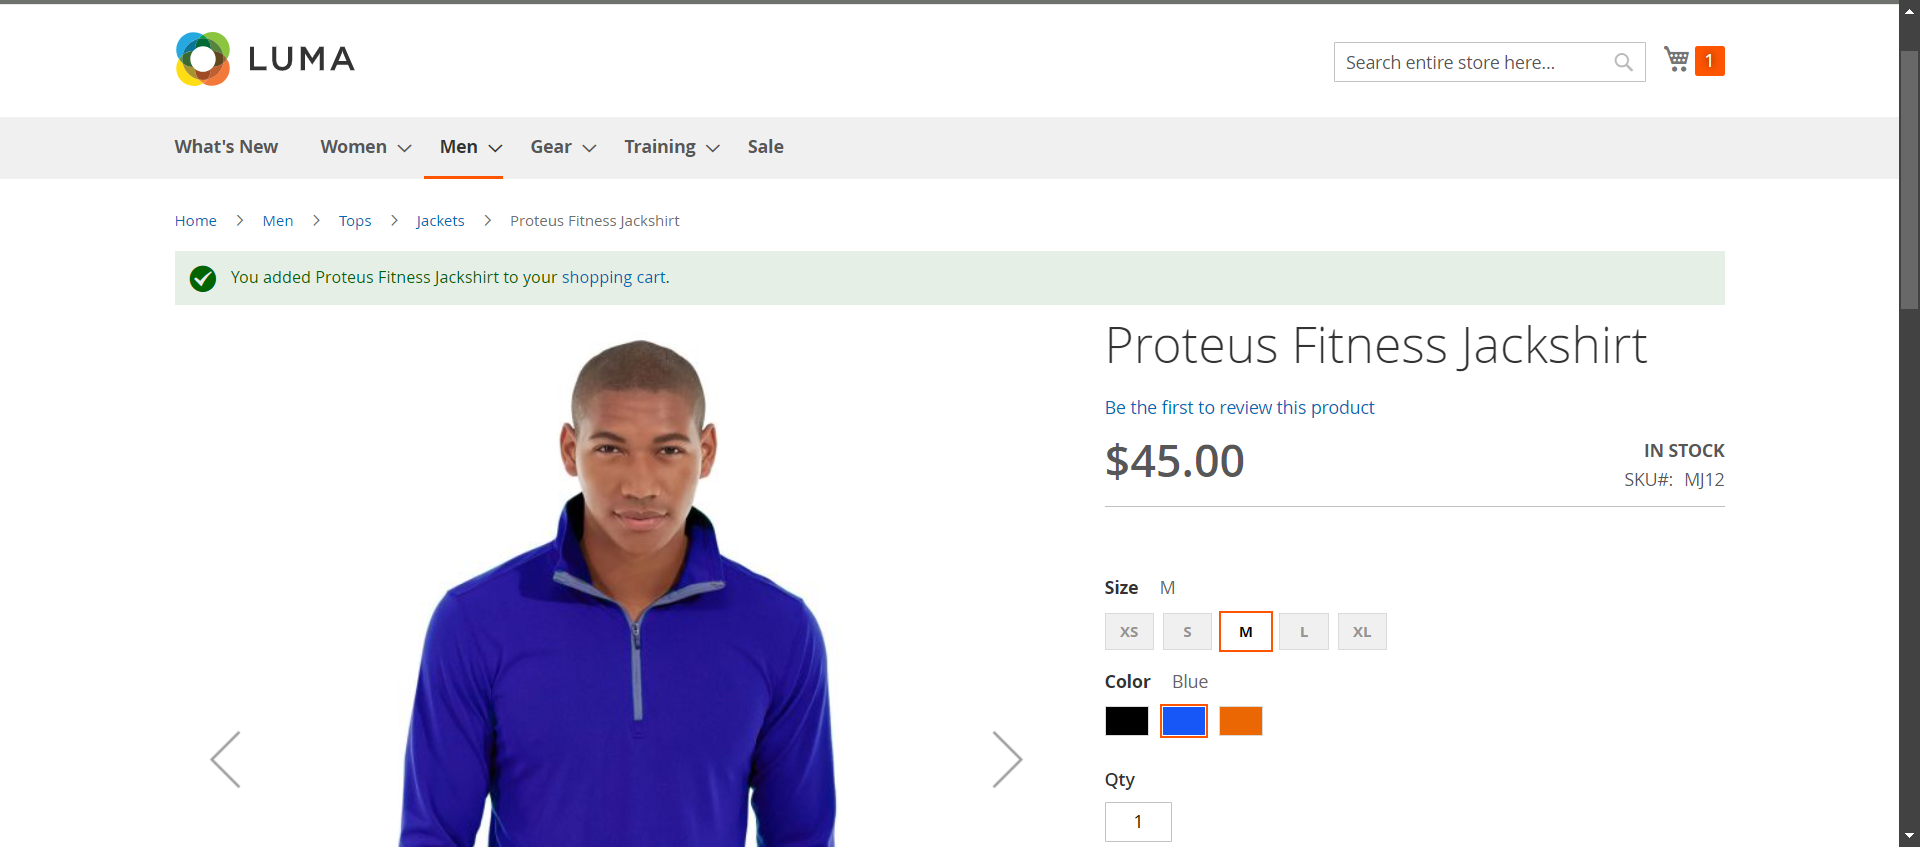 LUMA
Search entire store here...
1
What's New
Women
Men
Gear
Training
Sale
Home
Men
Tops
Jackets
Proteus Fitness Jackshirt
You added Proteus Fitness Jackshirt to your shopping cart.
Proteus Fitness Jackshirt
Be the first to review this product
$45.00
IN STOCK
SKU#: MJ12
Size M
XS S M L XL
Color Blue
Qty
1